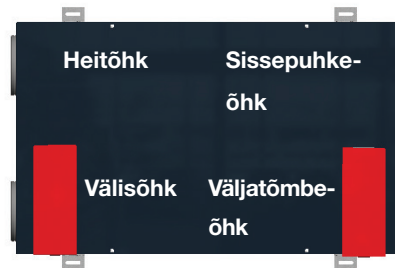 Heitõhk
Sissepuhke-
õhk
Välisõhk
Väljatõmbe-
õhk